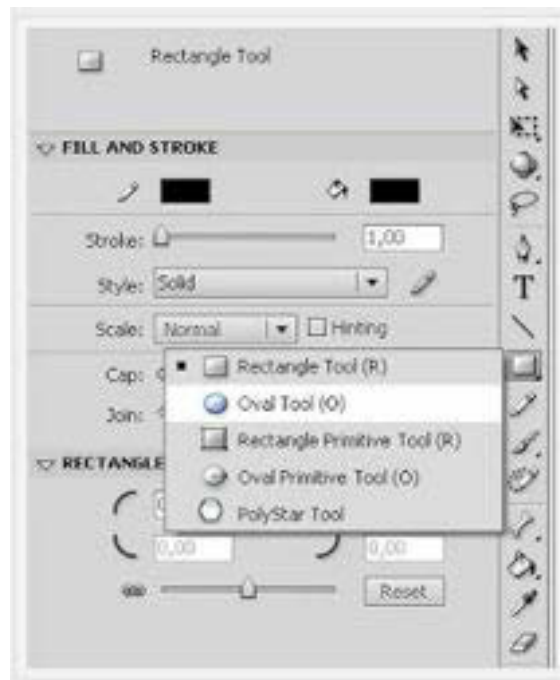 Rectangle Tool
FILL AND STROKE
Stroke: 1,00
Style: Solid
Scale: Normal Hinting
Cap:
Join:
Rectangle Tool (R)
Oval Tool (O)
Rectangle Primitive Tool (R)
Oval Primitive Tool (O)
PolyStar Tool
RECTANGLE
0,00 0,00
Reset
T